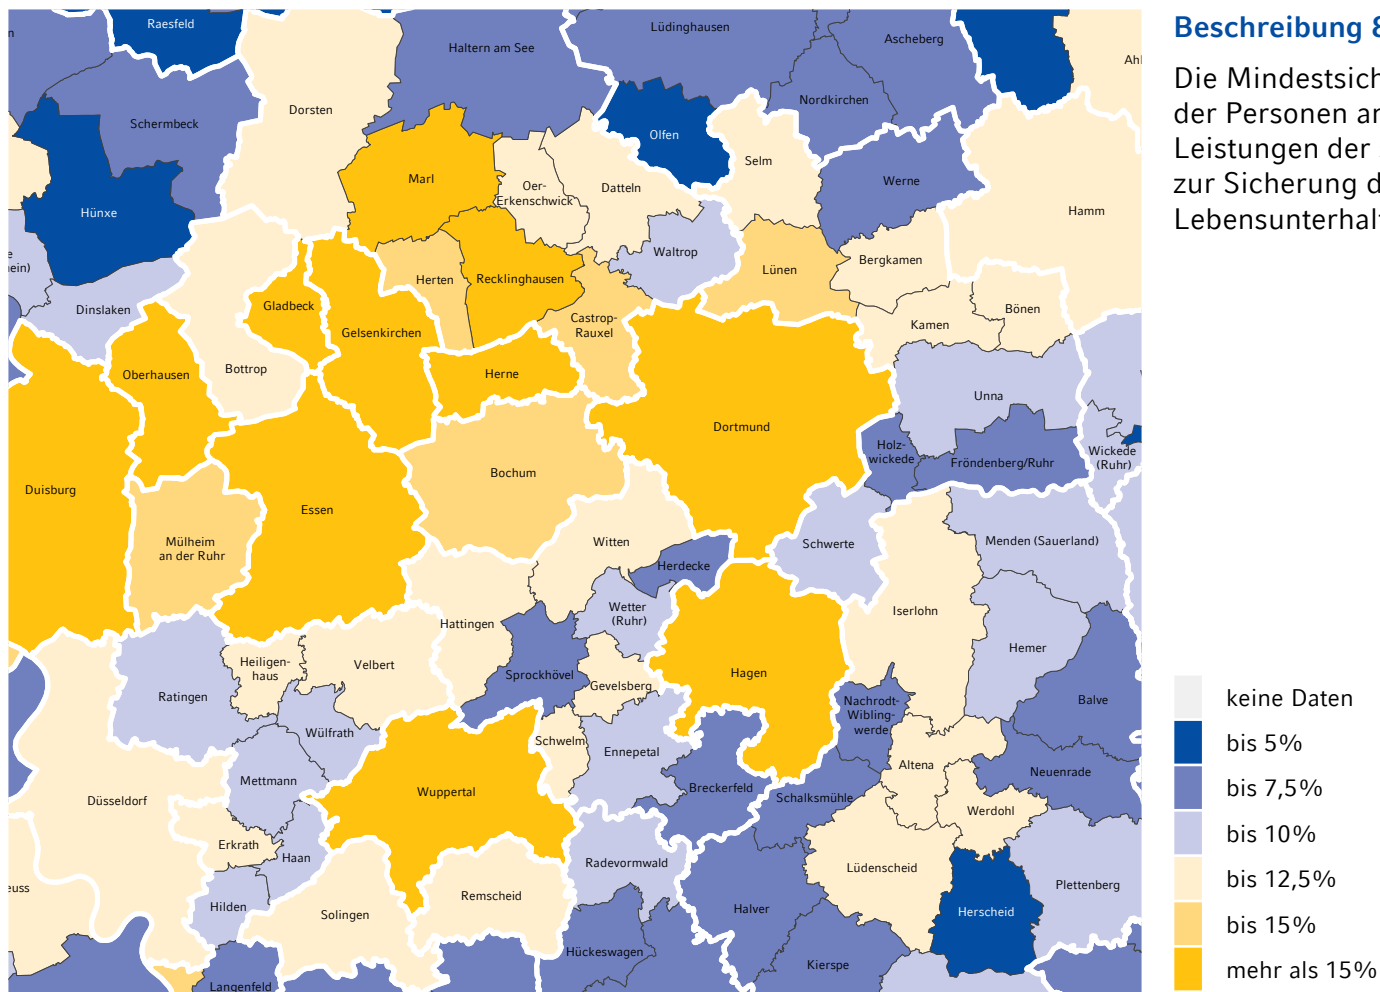 Raesfeld
Lüdinghausen
Haltern am See
Ascheberg
Dorsten
Nordkirchen
Schermbeck
Olfen
Selm
Marl
Oer-
Erkenschwick
Datteln
Werne
Hünxe
Hamm
Waltrop
Bergkamen
Lünen
Herten
Recklinghausen
Dinslaken
Gladbeck
Gelsenkirchen
Castrop-
Rauxel
Kamen
Bönen
Oberhausen
Bottrop
Herne
Unna
Dortmund
Holz-
wickede
Fröndenberg/Ruhr
Wickede
(Ruhr)
Bochum
Duisburg
Essen
Mülheim
an der Ruhr
Witten
Schwerte
Menden (Sauerland)
Herdecke
Wetter
(Ruhr)
Iserlohn
Hattingen
Hemer
Heiligen-
haus
Velbert
Sprockhövel
Gevelsberg
Hagen
Ratingen
Nachrodt-
Wibling-
werde
Balve
Wülfrath
Schwelm
Ennepetal
Altena
Neuenrade
Mettmann
Düsseldorf
Wuppertal
Breckerfeld
Schalksmühle
Werdohl
Erkrath
Haan
Radevormwald
Lüdenscheid
Plettenberg
euss
Hilden
Solingen
Remscheid
Halver
Herscheid
Hückeswagen
Kierspe
Langenfeld
n
Ahl
e
ein)
Beschreibung &
Die Mindestsich
der Personen an
Leistungen der
zur Sicherung d
Lebensunterhalt
keine Daten
bis 5%
bis 7,5%
bis 10%
bis 12,5%
bis 15%
mehr als 15%